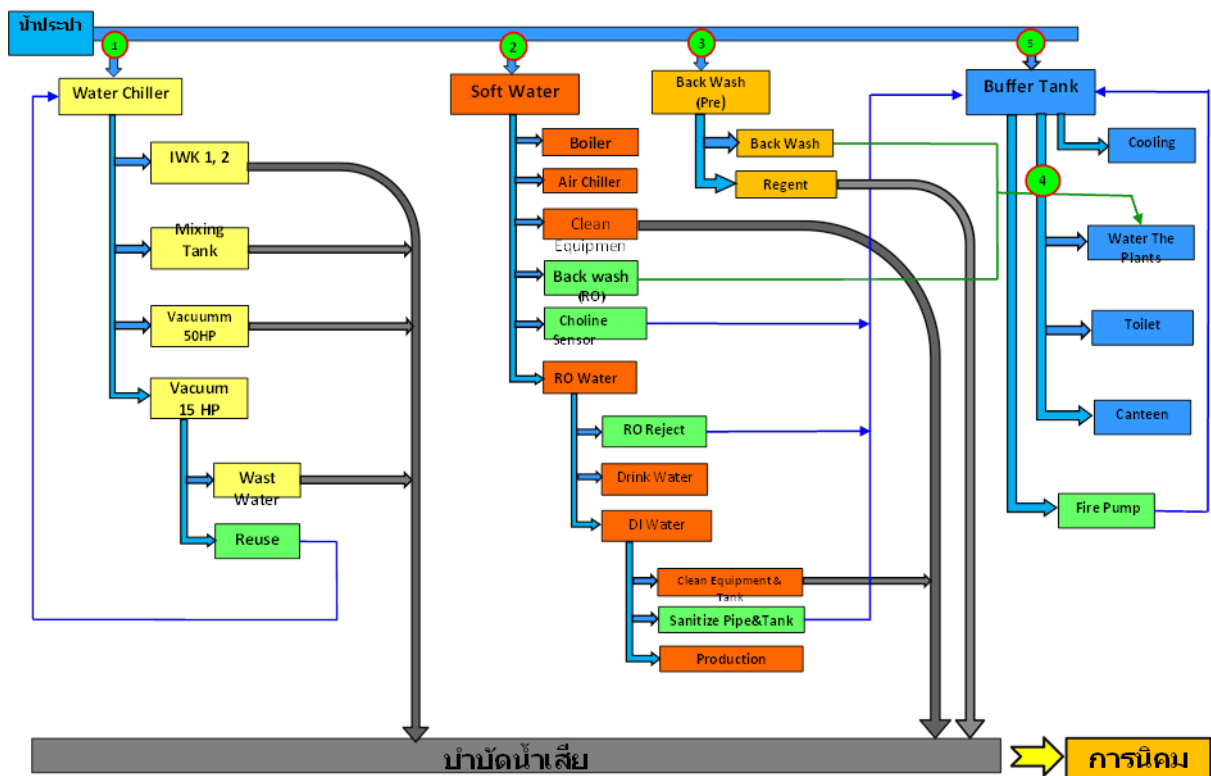 น้ำประปา
1
2
3
5
Water Chiller
Soft Water
Back Wash
(Pre)
Buffer Tank
IWK 1, 2
Boiler
Back Wash
Cooling
Air Chiller
Regent
4
Mixing
Tank
Clean
Equipmen
Water The
Plants
Back wash
(RO)
Vacuumm
50HP
Choline
Sensor
Toilet
Vacuum
15 HP
RO Water
Canteen
RO Reject
Wast
Water
Drink Water
Fire Pump
Reuse
DI Water
Clean Equipment &
Tank
Sanitize Pipe&Tank
Production
บำบัดน้ำเสีย
การนิคม